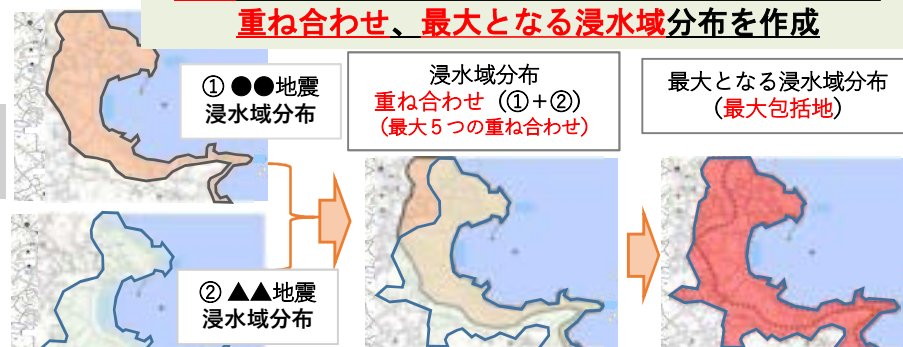 重ね合わせ、最大となる浸水域分布を作成
① ●●地震
浸水域分布
浸水域分布
重ね合わせ（①＋②）
（最大５つの重ね合わせ）
最大となる浸水域分布
（最大包括地）
② ▲▲地震
浸水域分布